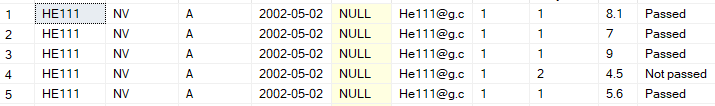 1 HE111 NV A 2002-05-02 NULL He111@g.c 1 1 8.1 Passed
2 HE111 NV A 2002-05-02 NULL He111@g.c 1 1 7 Passed
3 HE111 NV A 2002-05-02 NULL He111@g.c 1 1 9 Passed
4 HE111 NV A 2002-05-02 NULL He111@g.c 1 2 4.5 Not passed
5 HE111 NV A 2002-05-02 NULL He111@g.c 1 1 5.6 Passed